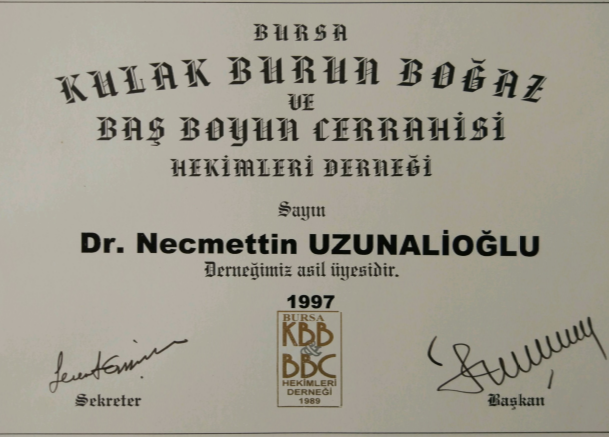 BURSA
KULAK BURUN BOĞAZ
VE
BAŞ BOYUN CERRAHİSİ
HEKİMLERİ DERNEĞİ
Sayın
Dr. Necmettin UZUNALİOĞLU
Derneğimiz asil üyesidir.
1997
BURSA
KBB
&
BBC
HEKİMLERİ
DERNEĞİ
1989
Sekreter
Başkan